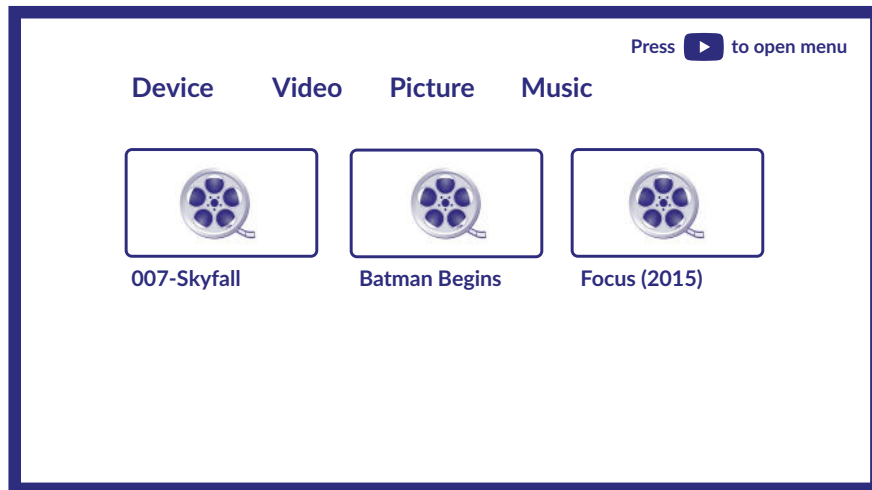 Press to open menu
Device Video Picture Music
007-Skyfall Batman Begins Focus (2015)